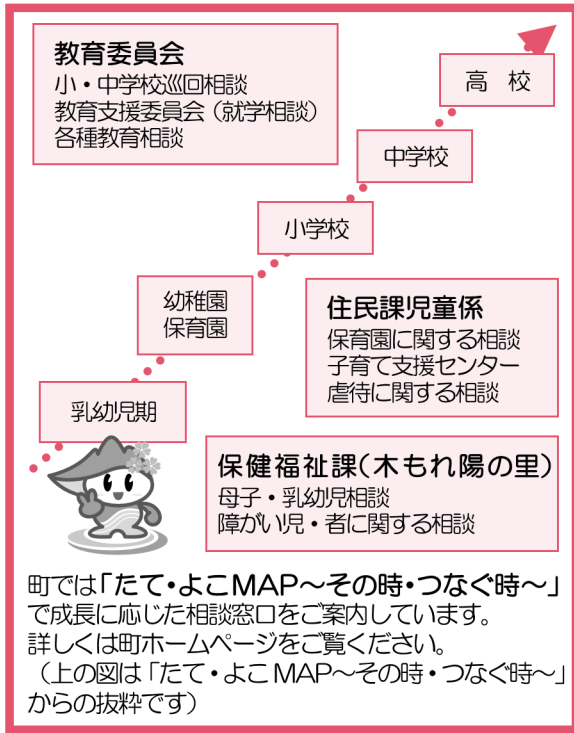 教育委員会
小・中学校巡回相談
教育支援委員会（就学相談）
各種教育相談
高　校
中学校
小学校
幼稚園
保育園
住民課児童係
保育園に関する相談
子育て支援センター
虐待に関する相談
乳幼児期
保健福祉課（木もれ陽の里）
母子・乳幼児相談
障がい児・者に関する相談
町では「たて・よこMAP～その時・つなぐ時～」
で成長に応じた相談窓口をご案内しています。
詳しくは町ホームページをご覧ください。
（上の図は「たて・よこMAP～その時・つなぐ時～」
からの抜粋です）